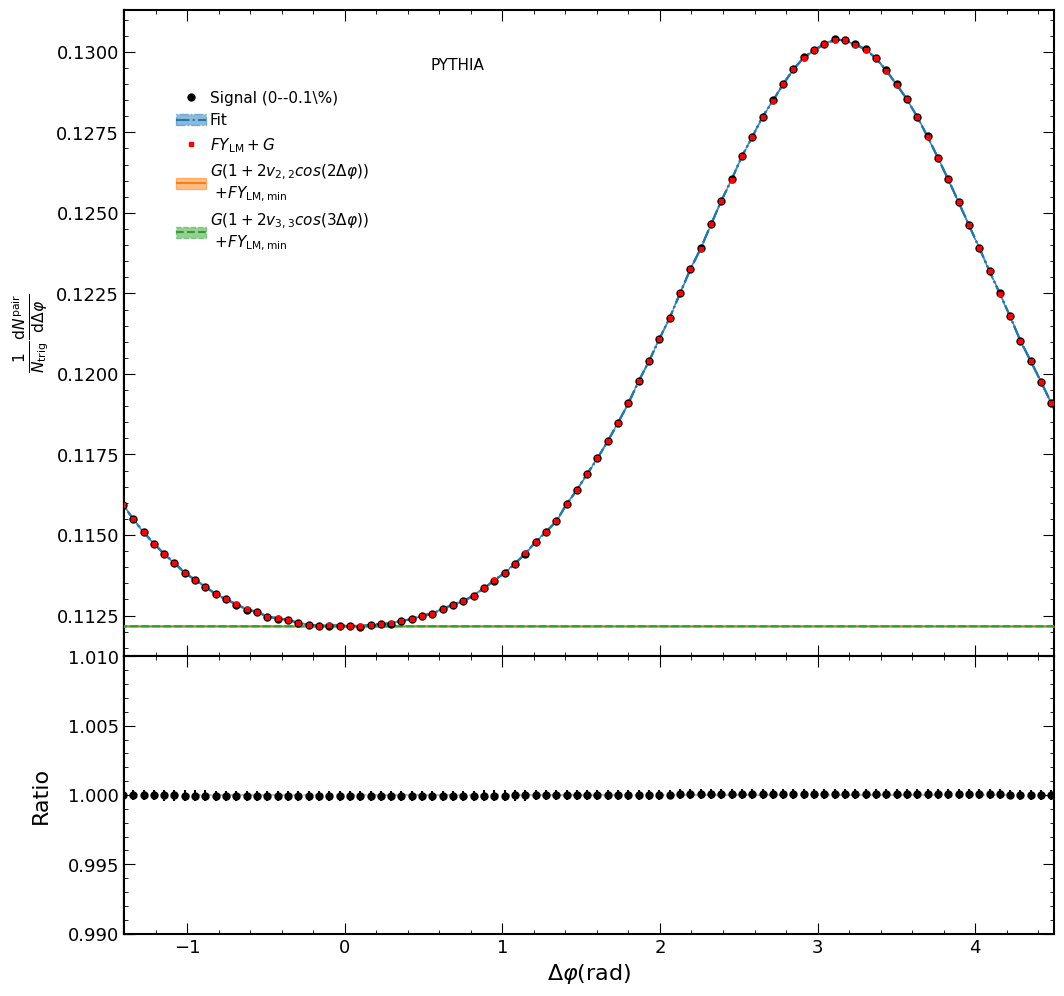 PYTHIA
Signal (0--0.1\%)
Fit
FY_LM + G
G(1 + 2v_{2,2}cos(2Δφ))
+FY_{LM, min}
G(1 + 2v_{3,3}cos(3Δφ))
+FY_{LM, min}
0.1300
0.1275
0.1250
0.1225
0.1200
0.1175
0.1150
0.1125
1/N_trig dN^pair/dΔφ
1.010
1.005
1.000
0.995
0.990
Ratio
−1 0 1 2 3 4
Δφ(rad)